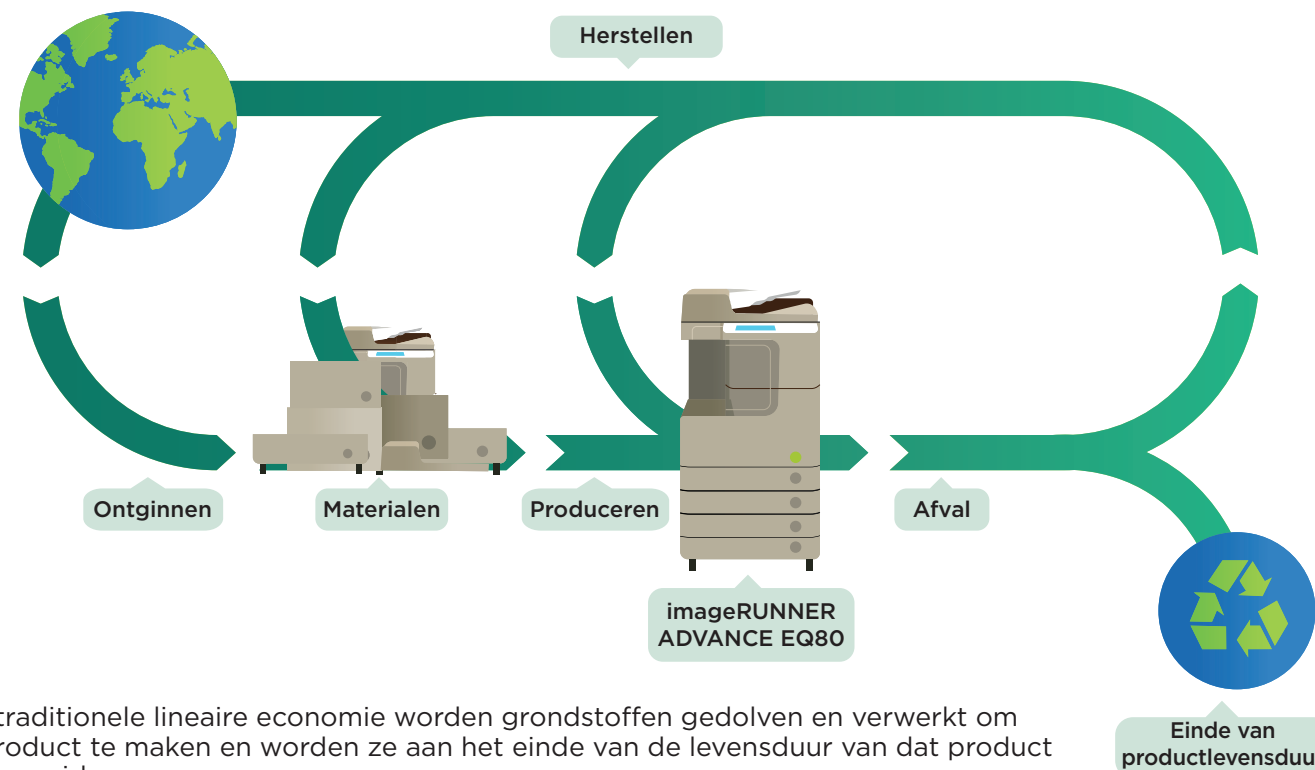 Herstellen
Ontginnen
Materialen
Produceren
Afval
imageRUNNER
ADVANCE EQ80
traditionele lineaire economie worden grondstoffen gedolven en verwerkt om
te maken en worden ze aan het einde van de levensduur van dat product
Einde van